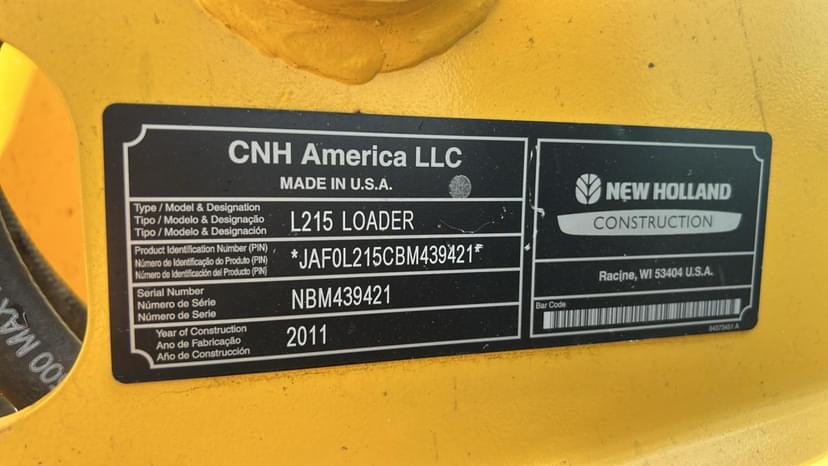 CNH America LLC
MADE IN U.S.A.
Type / Model & Designation
Tipo / Modelo & Designação
Tipo / Modelo & Designación
L215 LOADER
Product Identification Number (PIN)
Número de Identificação do Produto (PIN)
Número de Identificación del Producto (PIN)
*JAF0L215CBM439421*
Serial Number
Número de Série
Número de Serie
NBM439421
Year of Construction
Ano de Fabricação
Año de Construcción
2011
NEW HOLLAND
CONSTRUCTION
Racine, WI 53404 U.S.A.
Bar Code
84375451 A
00 MAX